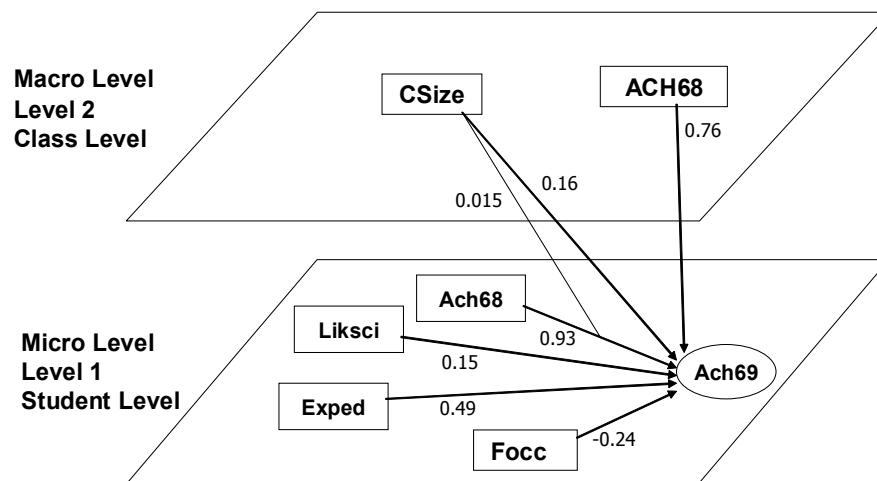 Macro Level
Level 2
Class Level
CSize
ACH68
0.76
0.16
0.015
Micro Level
Level 1
Student Level
Ach68
Liksci
0.93
0.15
Ach69
Exped
0.49
Focc
-0.24